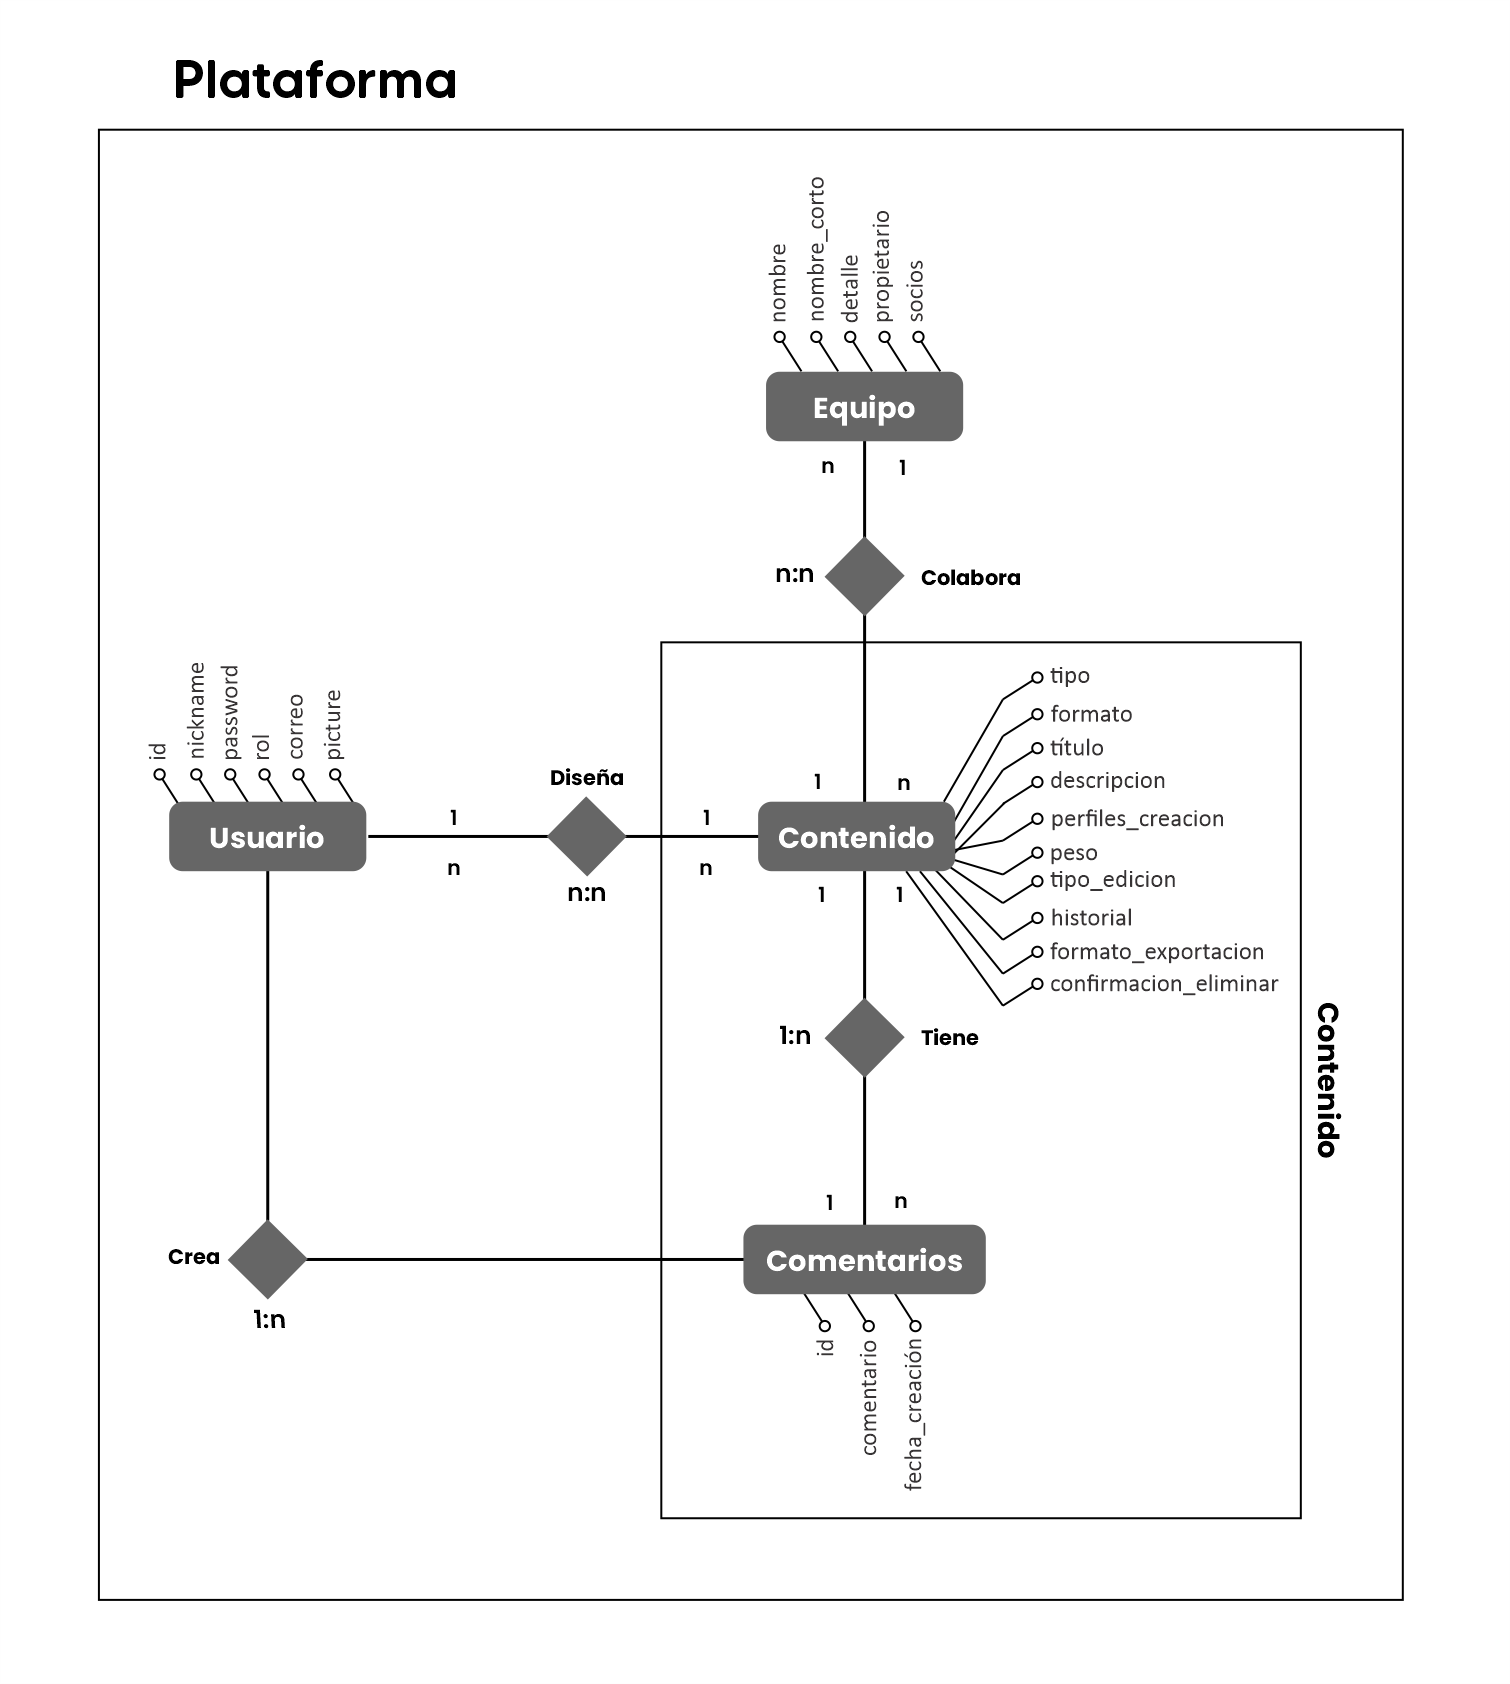 Plataforma
nombre
nombre_corto
detalle
propietario
socios
Equipo
n
1
n:n
Colabora
id
nickname
password
rol
correo
picture
Usuario
1
n
Diseña
n:n
1
n
1
n
Contenido
1
1
tipo
formato
título
descripcion
perfiles_creacion
peso
tipo_edicion
historial
formato_exportacion
confirmacion_eliminar
1:n
Tiene
Contenido
1
n
Crea
1:n
Comentarios
id
comentario
fecha_creación